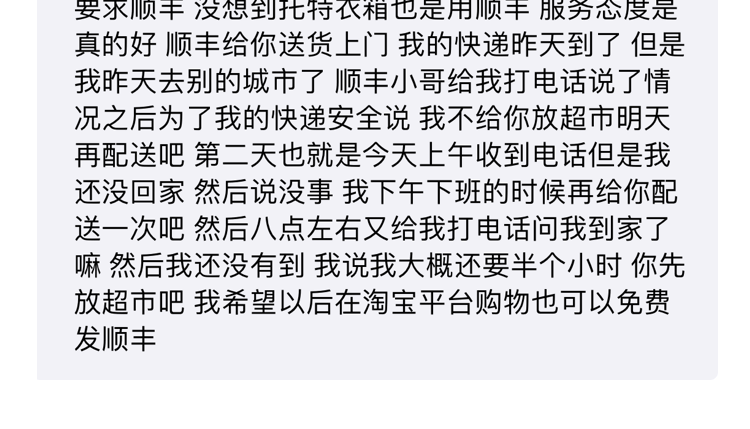 要求顺丰 没想到托特衣箱也是用顺丰 服务态度是
真的好 顺丰给你送货上门 我的快递昨天到了 但是
我昨天去别的城市了 顺丰小哥给我打电话说了情
况之后为了我的快递安全说 我不给你放超市明天
再配送吧 第二天也就是今天上午收到电话但是我
还没回家 然后说没事 我下午下班的时候再给你配
送一次吧 然后八点左右又给我打电话问我到家了
嘛 然后我还没有到 我说我大概还要半个小时 你先
放超市吧 我希望以后在淘宝平台购物也可以免费
发顺丰